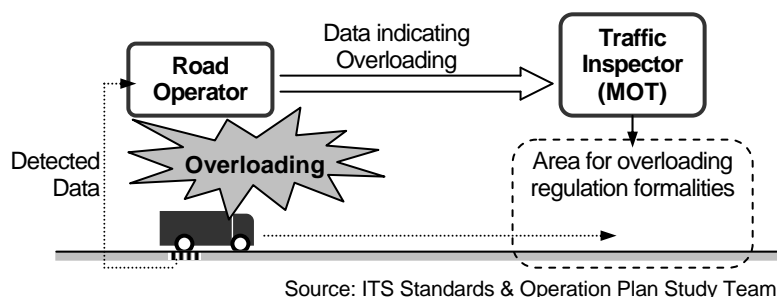 Data indicating
Overloading
Road
Operator
Traffic
Inspector
(MOT)
Detected
Data
Overloading
Area for overloading
regulation formalities
Source: ITS Standards & Operation Plan Study Team